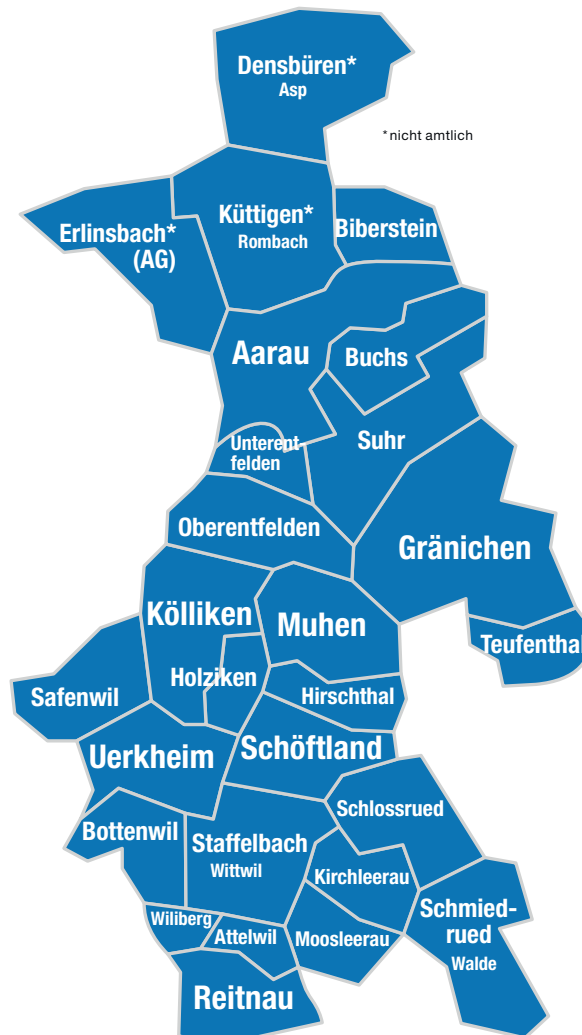 Densbüren*
Asp
*nicht amtlich
Küttigen*
Rombach
Biberstein
Erlinsbach*
(AG)
Aarau
Buchs
Suhr
Unterent-
felden
Oberentfelden
Gränichen
Kölliken
Muhen
Teufenthal
Holziken
Safenwil
Hirschthal
Uerkheim
Schöftland
Schlossrued
Bottenwil
Staffelbach
Wittwil
Kirchleerau
Schmied-
rued
Walde
Wiliberg
Attelwil
Moosleerau
Reitnau